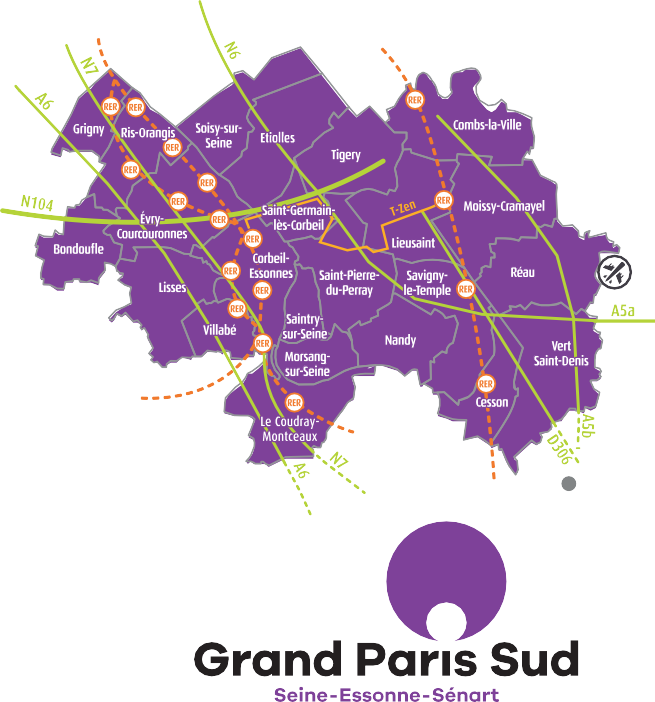 N6
N7
A6
RER
RER
RER
Combs-la-Ville
Grigny
Ris-Orangis
Soisy-sur-
Seine
Etiolles
RER
Tigery
RER
RER
N104
RER
RER
T-Zen
RER
Moissy-Cramayel
Saint-Germain-
lès-Corbeil
Évry-
Courcouronnes
RER
RER
Lieusaint
Bondoufle
Corbeil-
Essonnes
RER
Réau
Lisses
Saint-Pierre-
du-Perray
Savigny-
le-Temple
RER
RER
RER
A5a
Villabé
Saintry-
sur-Seine
RER
Nandy
Vert
Saint-Denis
Morsang-
sur-Seine
RER
Cesson
RER
Le Coudray-
Montceaux
A5b
D306
A6
N7
Grand Paris Sud
Seine-Essonne-Sénart